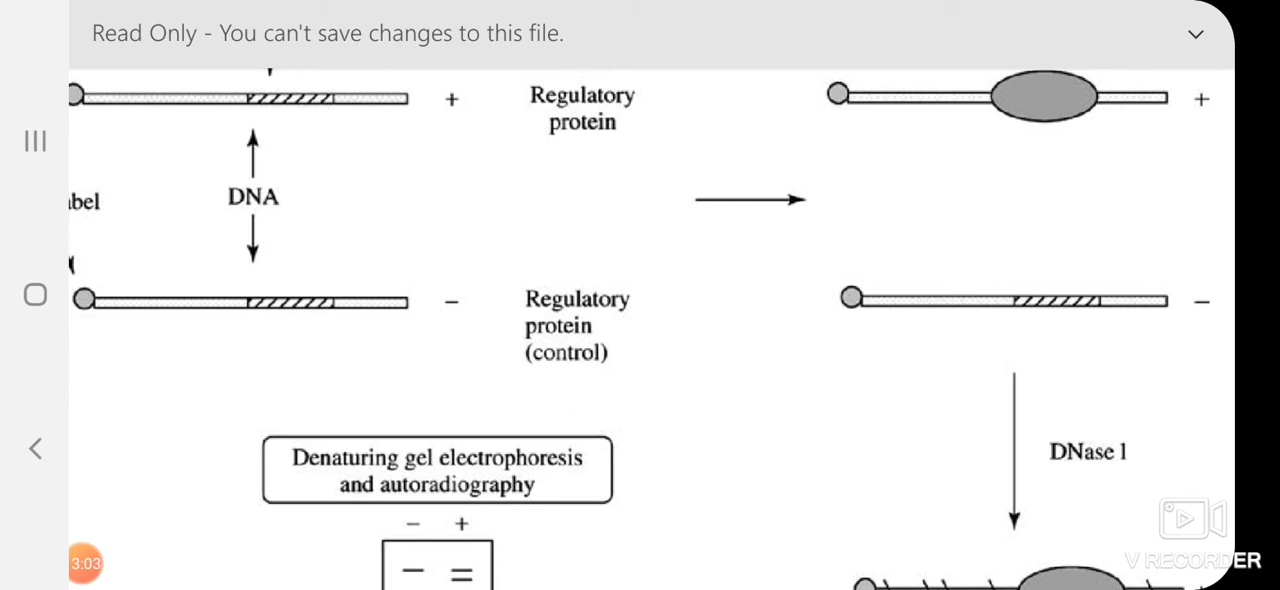 Read Only - You can't save changes to this file.
+
Regulatory
protein
+
DNA
bel
−
Regulatory
protein
(control)
−
DNase 1
Denaturing gel electrophoresis
and autoradiography
− +
3:03
V RECORDER